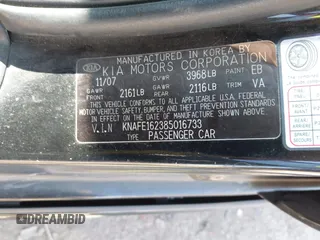 MANUFACTURED IN KOREA BY
KIA KIA MOTORS CORPORATION
11/07 GVWR 3968LB PAINT EB
GAWR FRONT 2161LB GAWR REAR 2116LB TRIM VA
THIS VEHICLE CONFORMS TO ALL APPLICABLE U.S.A. FEDERAL
MOTOR VEHICLE SAFETY, BUMPER, AND THEFT PREVENTION
STANDARDS IN EFFECT ON THE DATE OF MANUFACTURE
SHOWN ABOVE.
V.I.N KNAFE162385016733
TYPE: PASSENGER CAR
DREAMBID